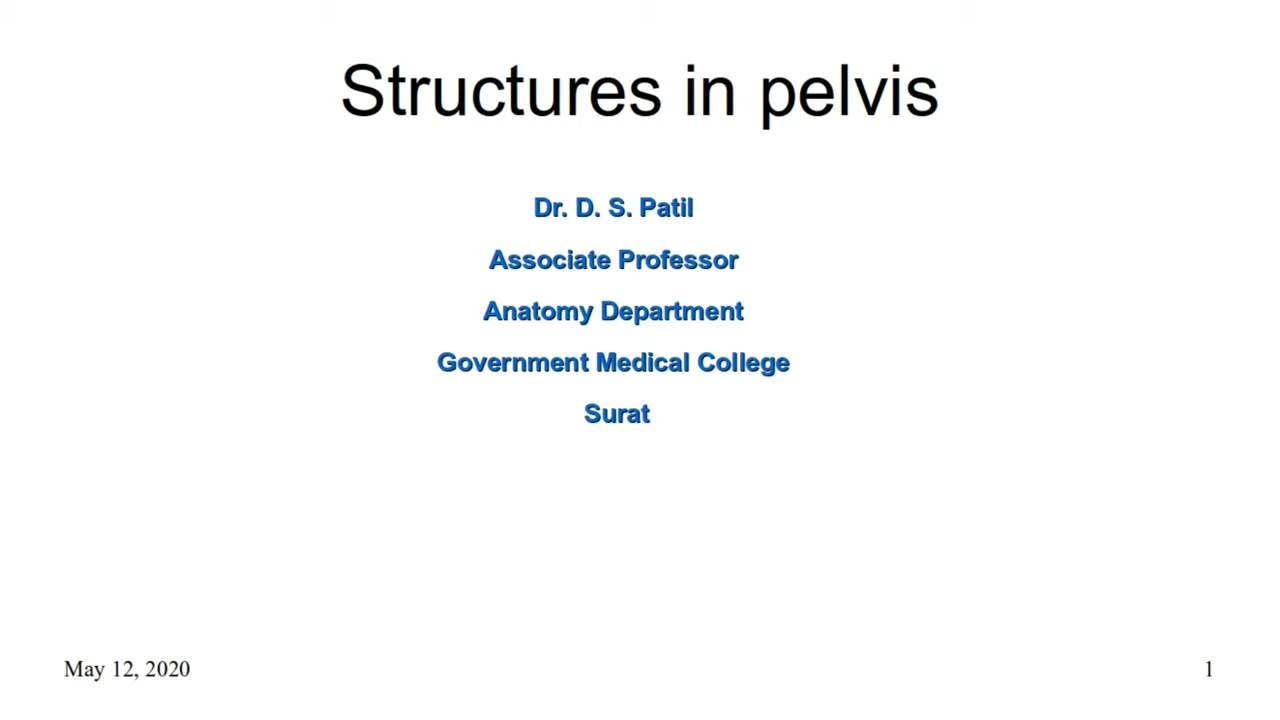 Structures in pelvis
Dr. D. S. Patil
Associate Professor
Anatomy Department
Government Medical College
Surat
May 12, 2020
1